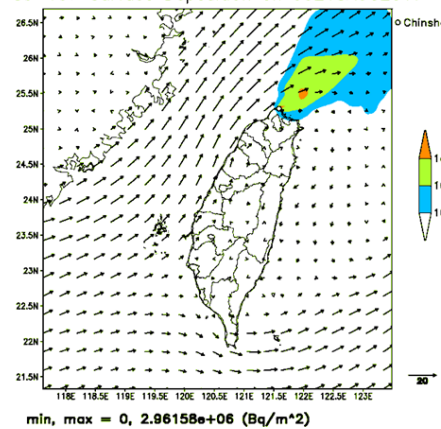 26.5N
Chinsh
26N
25.5N
25N
24.5N
24N
23.5N
23N
22.5N
22N
21.5N
118E 118.5E 119E 119.5E 120E 120.5E 121E 121.5E 122E 122.5E 123E
20
min, max = 0, 2.96158e+06 (Bq/m^2)